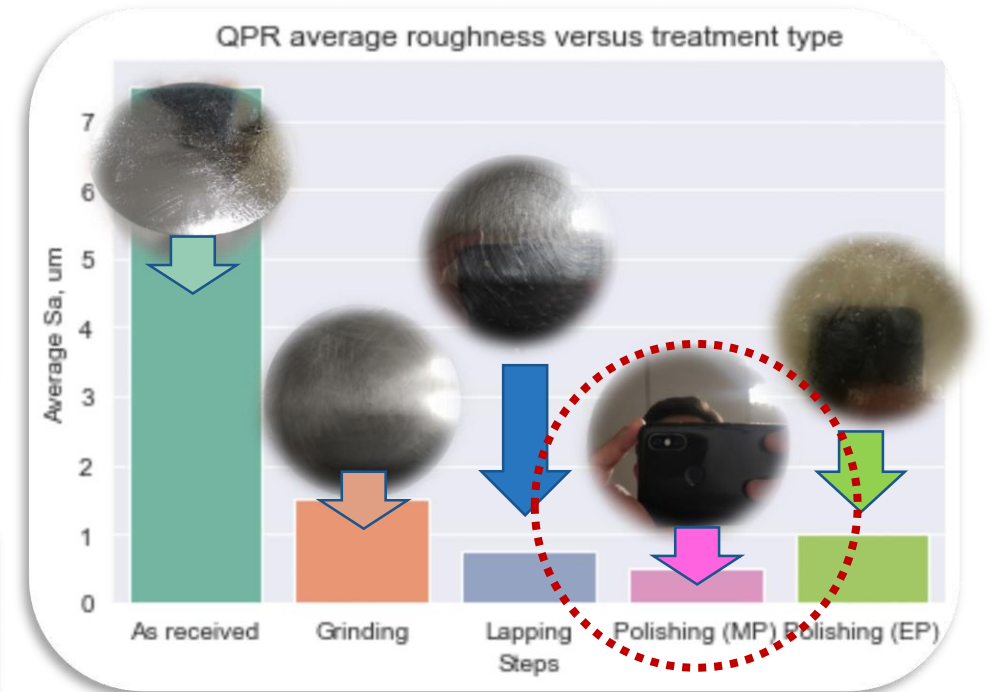 QPR average roughness versus treatment type
Average Sa, um
7
6
5
4
3
2
1
0
As received
Grinding
Lapping
Steps
Polishing (MP)
Polishing (EP)